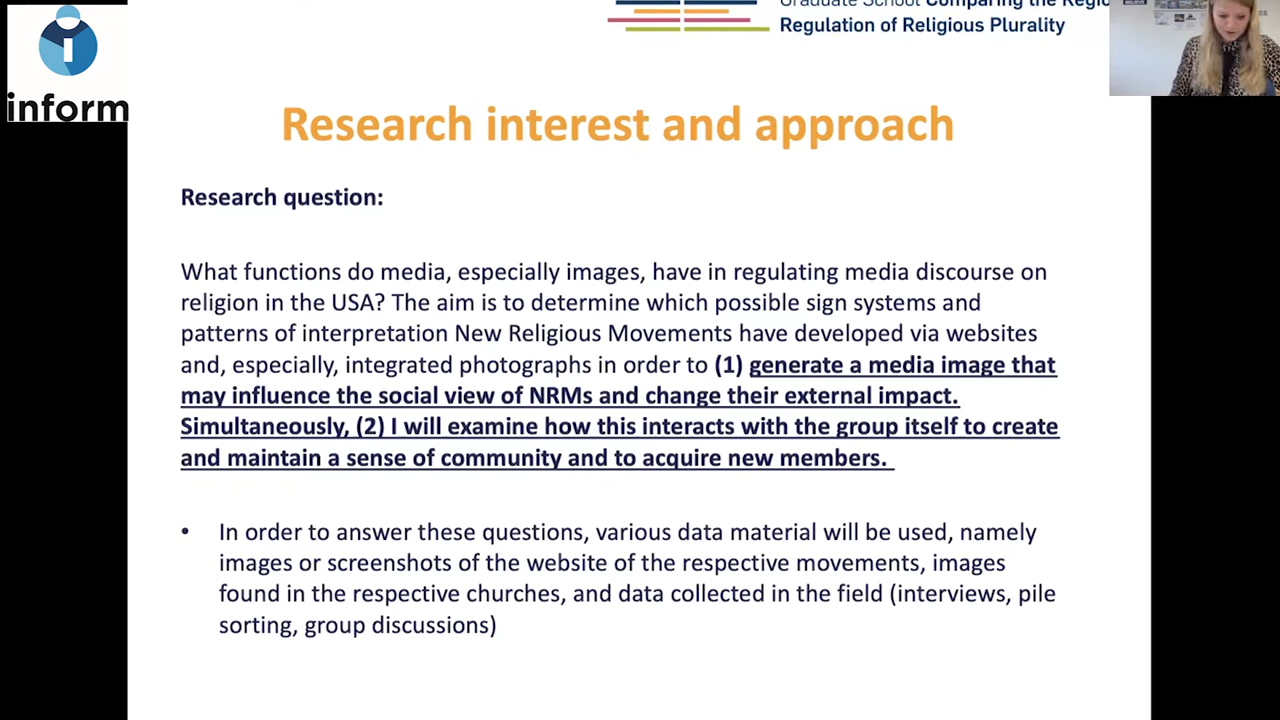 Graduate School Comparing the Regio
Regulation of Religious Plurality
inform
Research interest and approach
Research question:
What functions do media, especially images, have in regulating media discourse on
religion in the USA? The aim is to determine which possible sign systems and
patterns of interpretation New Religious Movements have developed via websites
and, especially, integrated photographs in order to (1) generate a media image that
may influence the social view of NRMs and change their external impact.
Simultaneously, (2) I will examine how this interacts with the group itself to create
and maintain a sense of community and to acquire new members.
• In order to answer these questions, various data material will be used, namely
images or screenshots of the website of the respective movements, images
found in the respective churches, and data collected in the field (interviews, pile
sorting, group discussions)